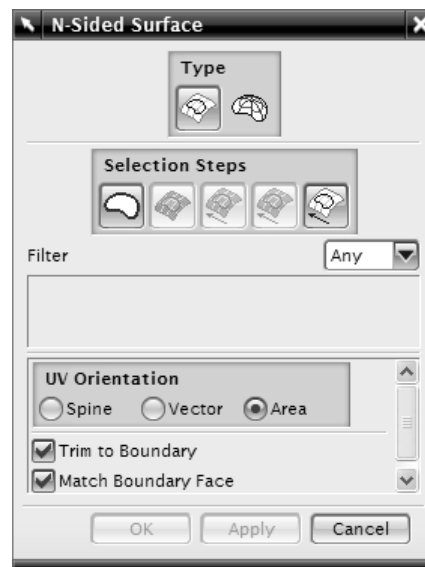 N-Sided Surface
Type
Selection Steps
Filter Any
UV Orientation
Spine Vector Area
Trim to Boundary
Match Boundary Face
OK Apply Cancel